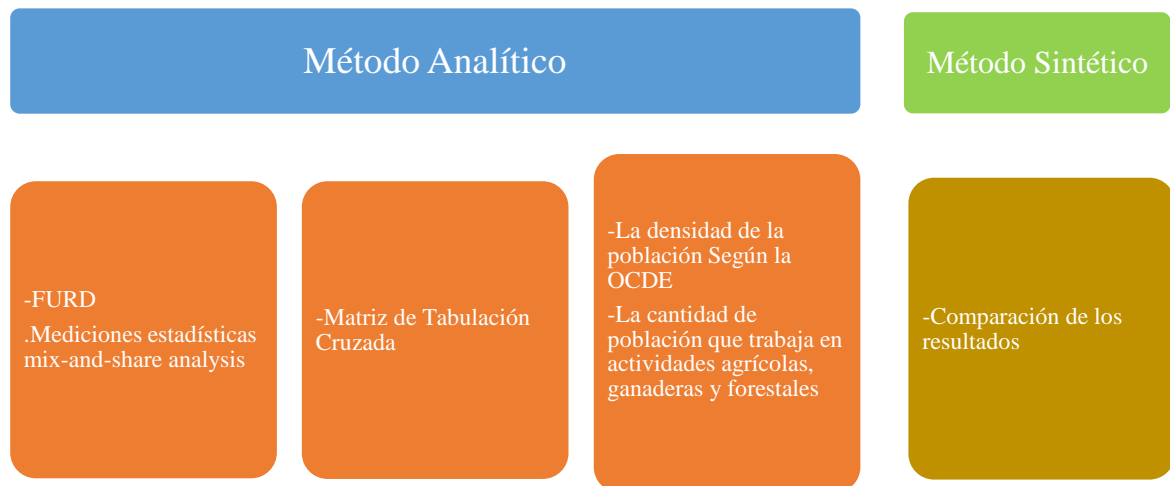 Método Analítico
Método Sintético
-FURD
.Mediciones estadísticas
mix-and-share analysis
-Matriz de Tabulación
Cruzada
-La densidad de la
población Según la
OCDE
-La cantidad de
población que trabaja en
actividades agrícolas,
ganaderas y forestales
-Comparación de los
resultados